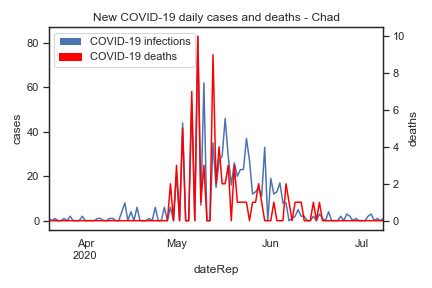 New COVID-19 daily cases and deaths - Chad
COVID-19 infections
COVID-19 deaths
80
60
40
20
0
cases
10
8
6
4
2
0
deaths
Apr
2020
May
Jun
Jul
dateRep